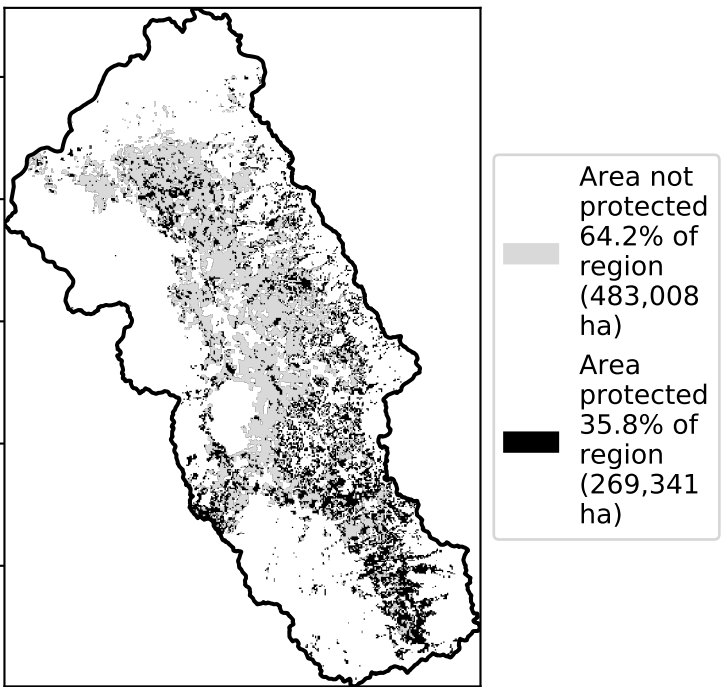 Area not
protected
64.2% of
region
(483,008
ha)
Area
protected
35.8% of
region
(269,341
ha)